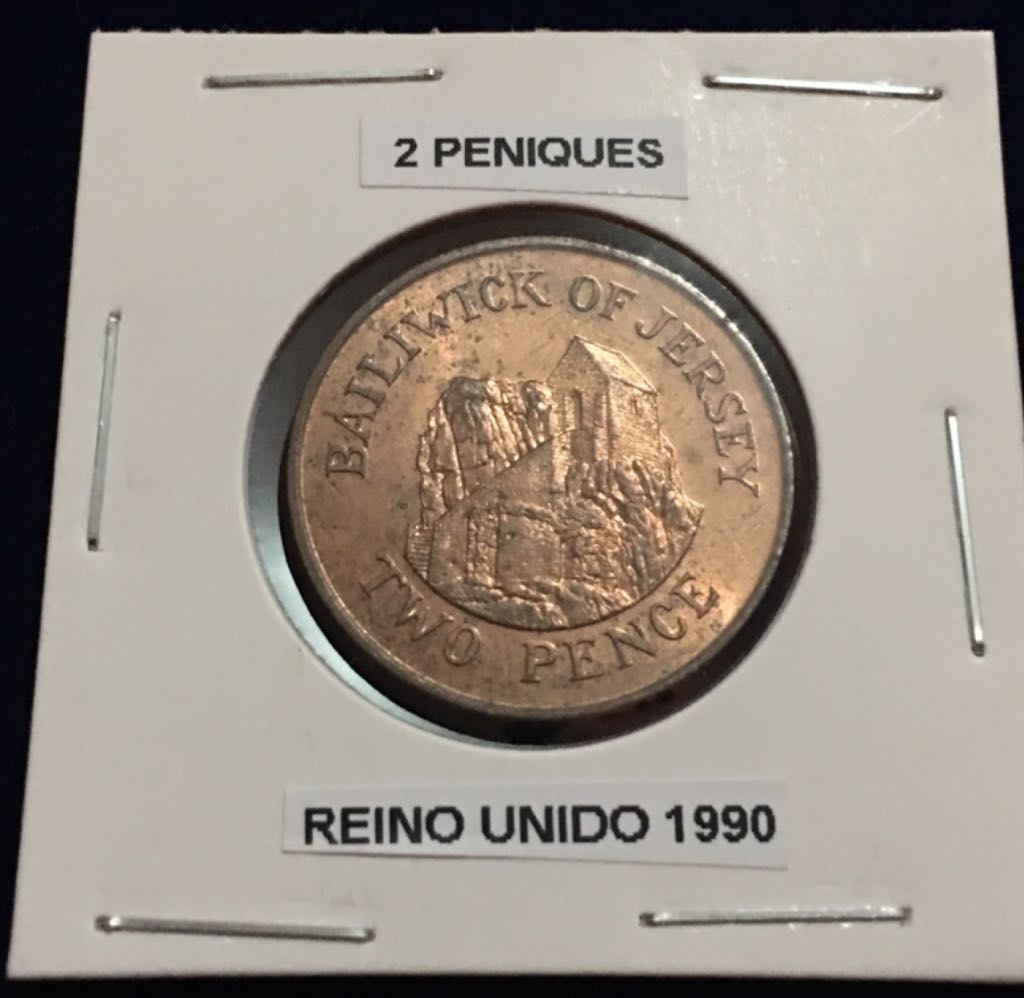 2 PENIQUES
BAILIWICK OF JERSEY
TWO PENCE
REINO UNIDO 1990